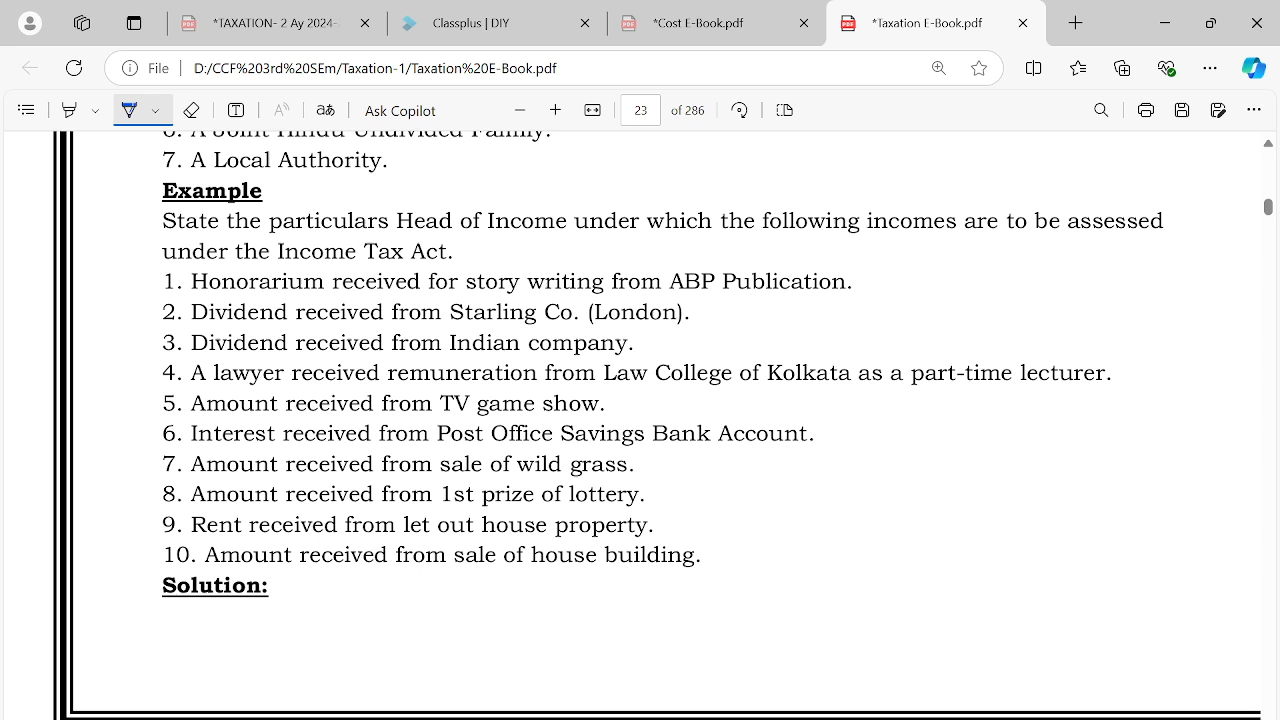 *TAXATION- 2 Ay 2024-
Classplus | DIY
*Cost E-Book.pdf
*Taxation E-Book.pdf
File | D:/CCF%203rd%20SEm/Taxation-1/Taxation%20E-Book.pdf
Ask Copilot
23 of 286
6. A Joint Hindu Undivided Family.
7. A Local Authority.
Example
State the particulars Head of Income under which the following incomes are to be assessed
under the Income Tax Act.
1. Honorarium received for story writing from ABP Publication.
2. Dividend received from Starling Co. (London).
3. Dividend received from Indian company.
4. A lawyer received remuneration from Law College of Kolkata as a part-time lecturer.
5. Amount received from TV game show.
6. Interest received from Post Office Savings Bank Account.
7. Amount received from sale of wild grass.
8. Amount received from 1st prize of lottery.
9. Rent received from let out house property.
10. Amount received from sale of house building.
Solution: